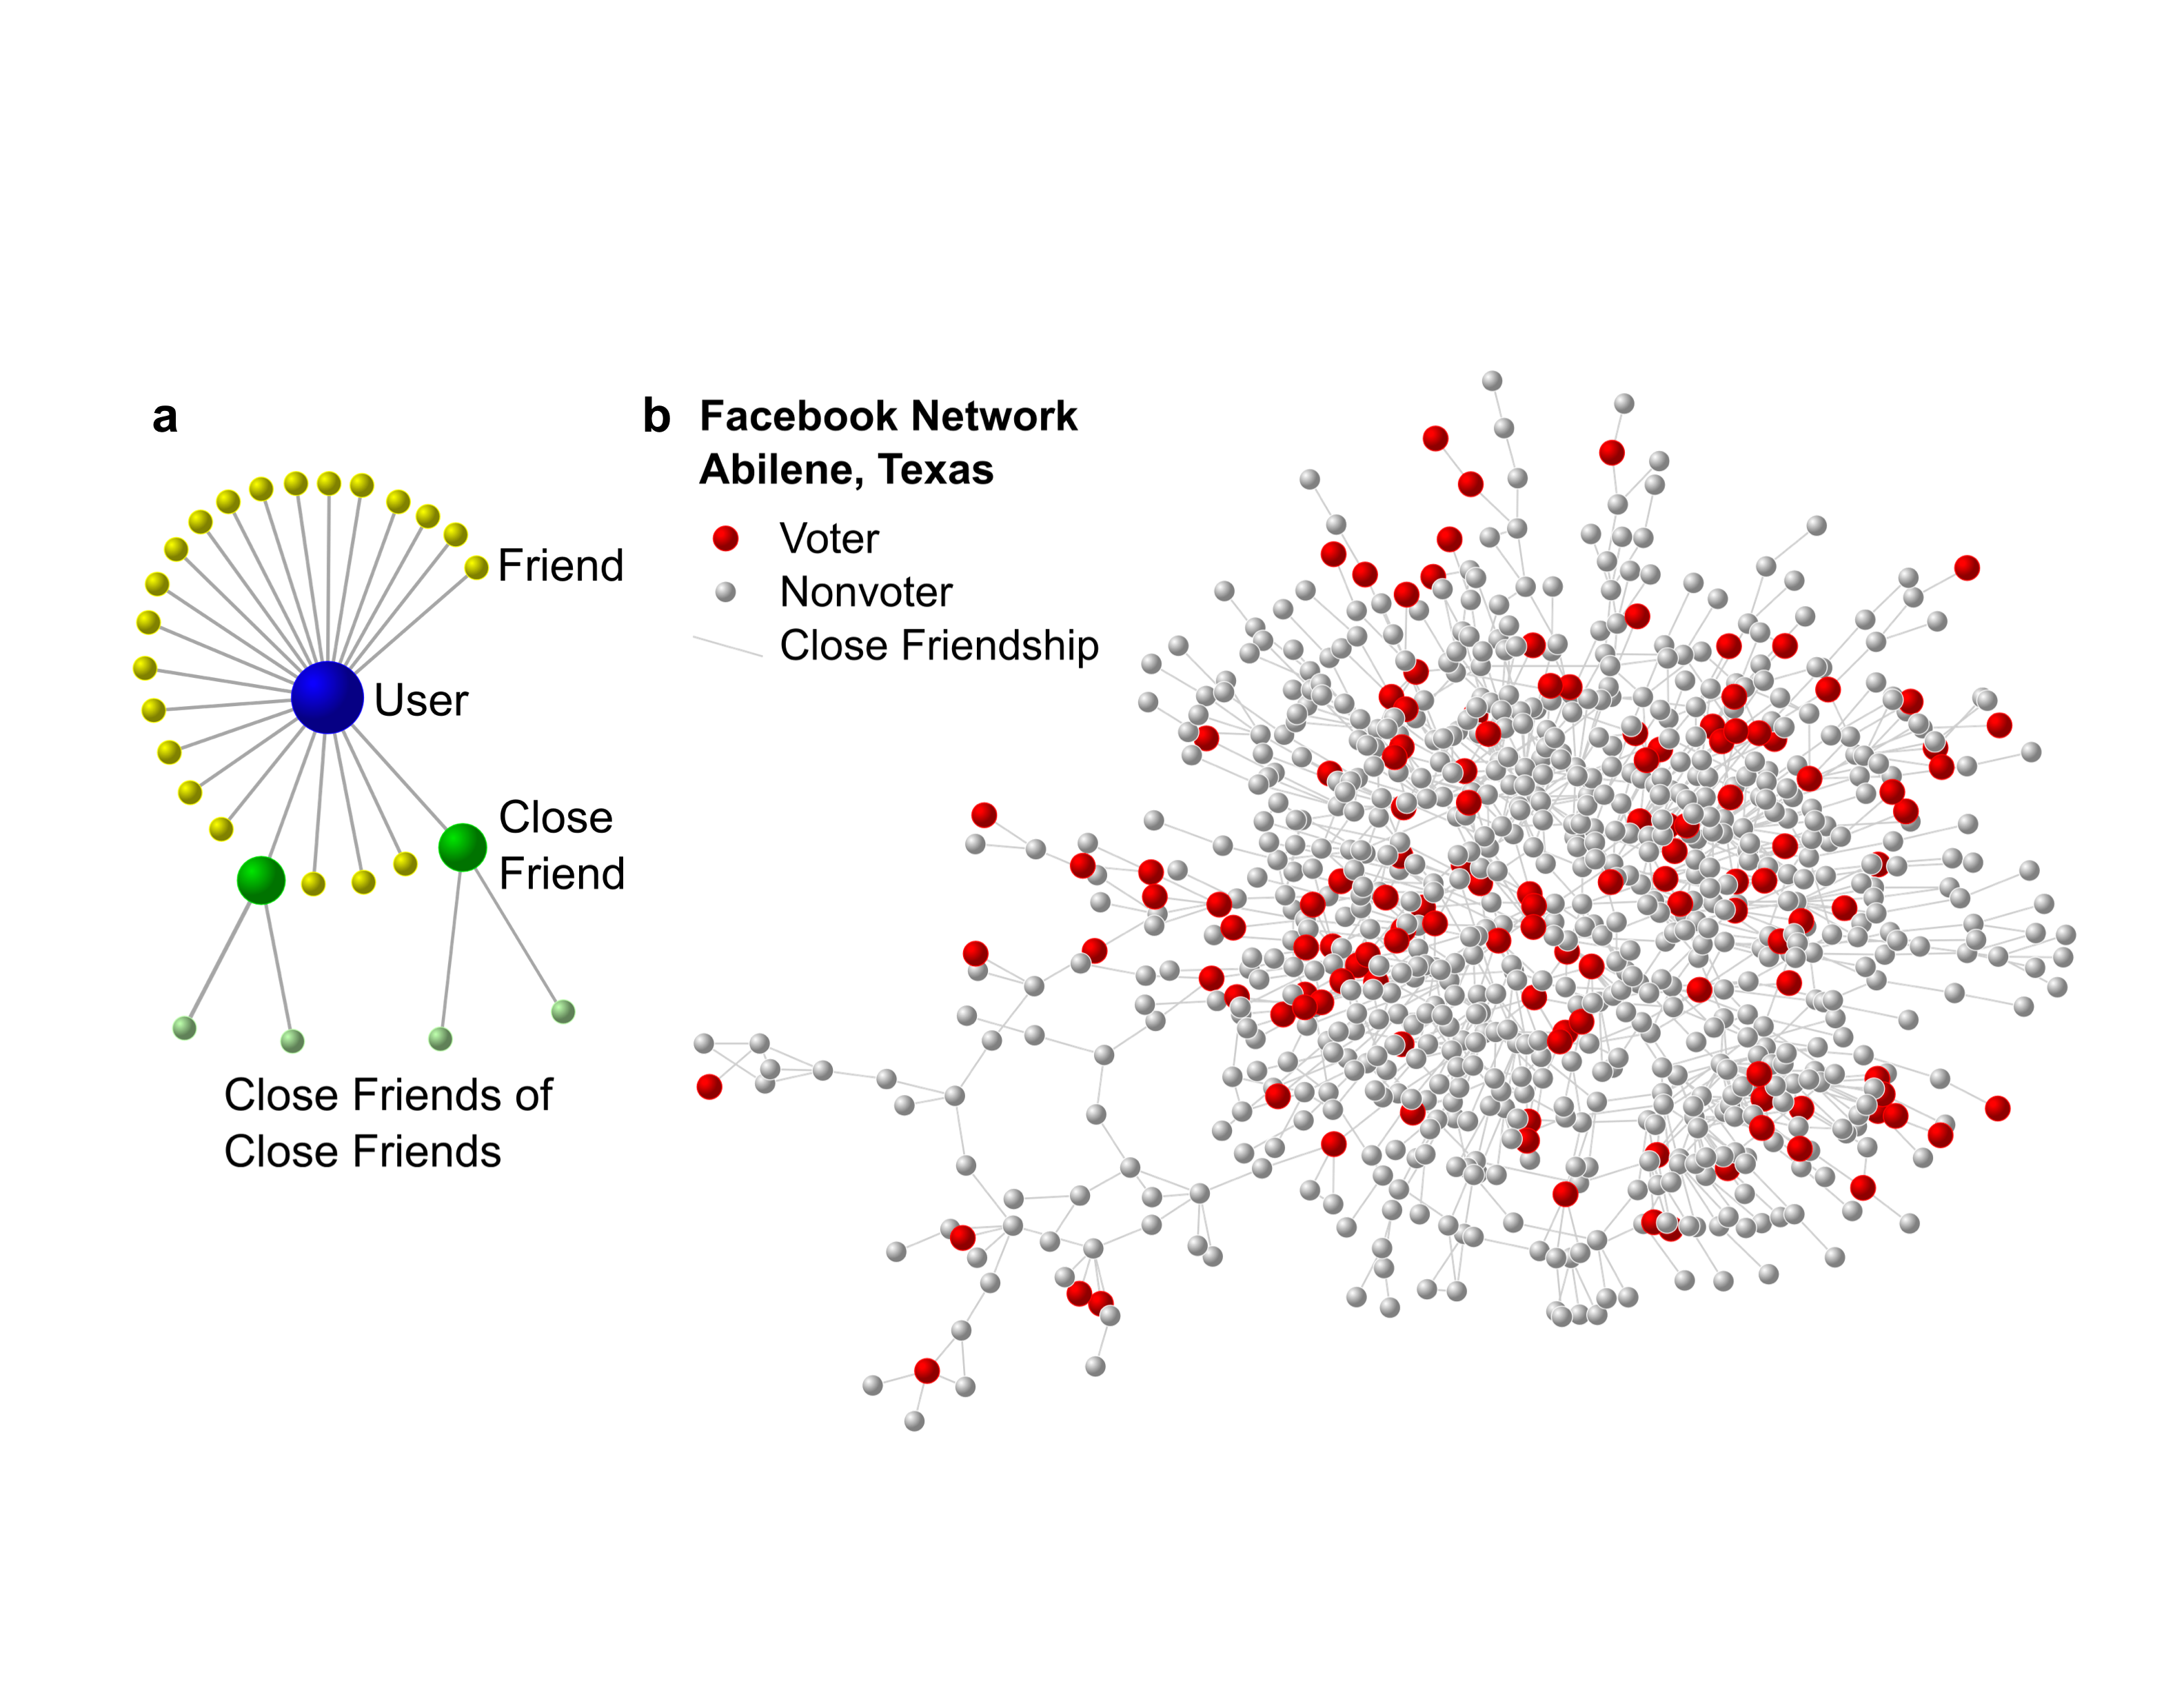 a
Friend
User
Close
Friend
Close Friends of
Close Friends
b
Facebook Network
Abilene, Texas
Voter
Nonvoter
Close Friendship